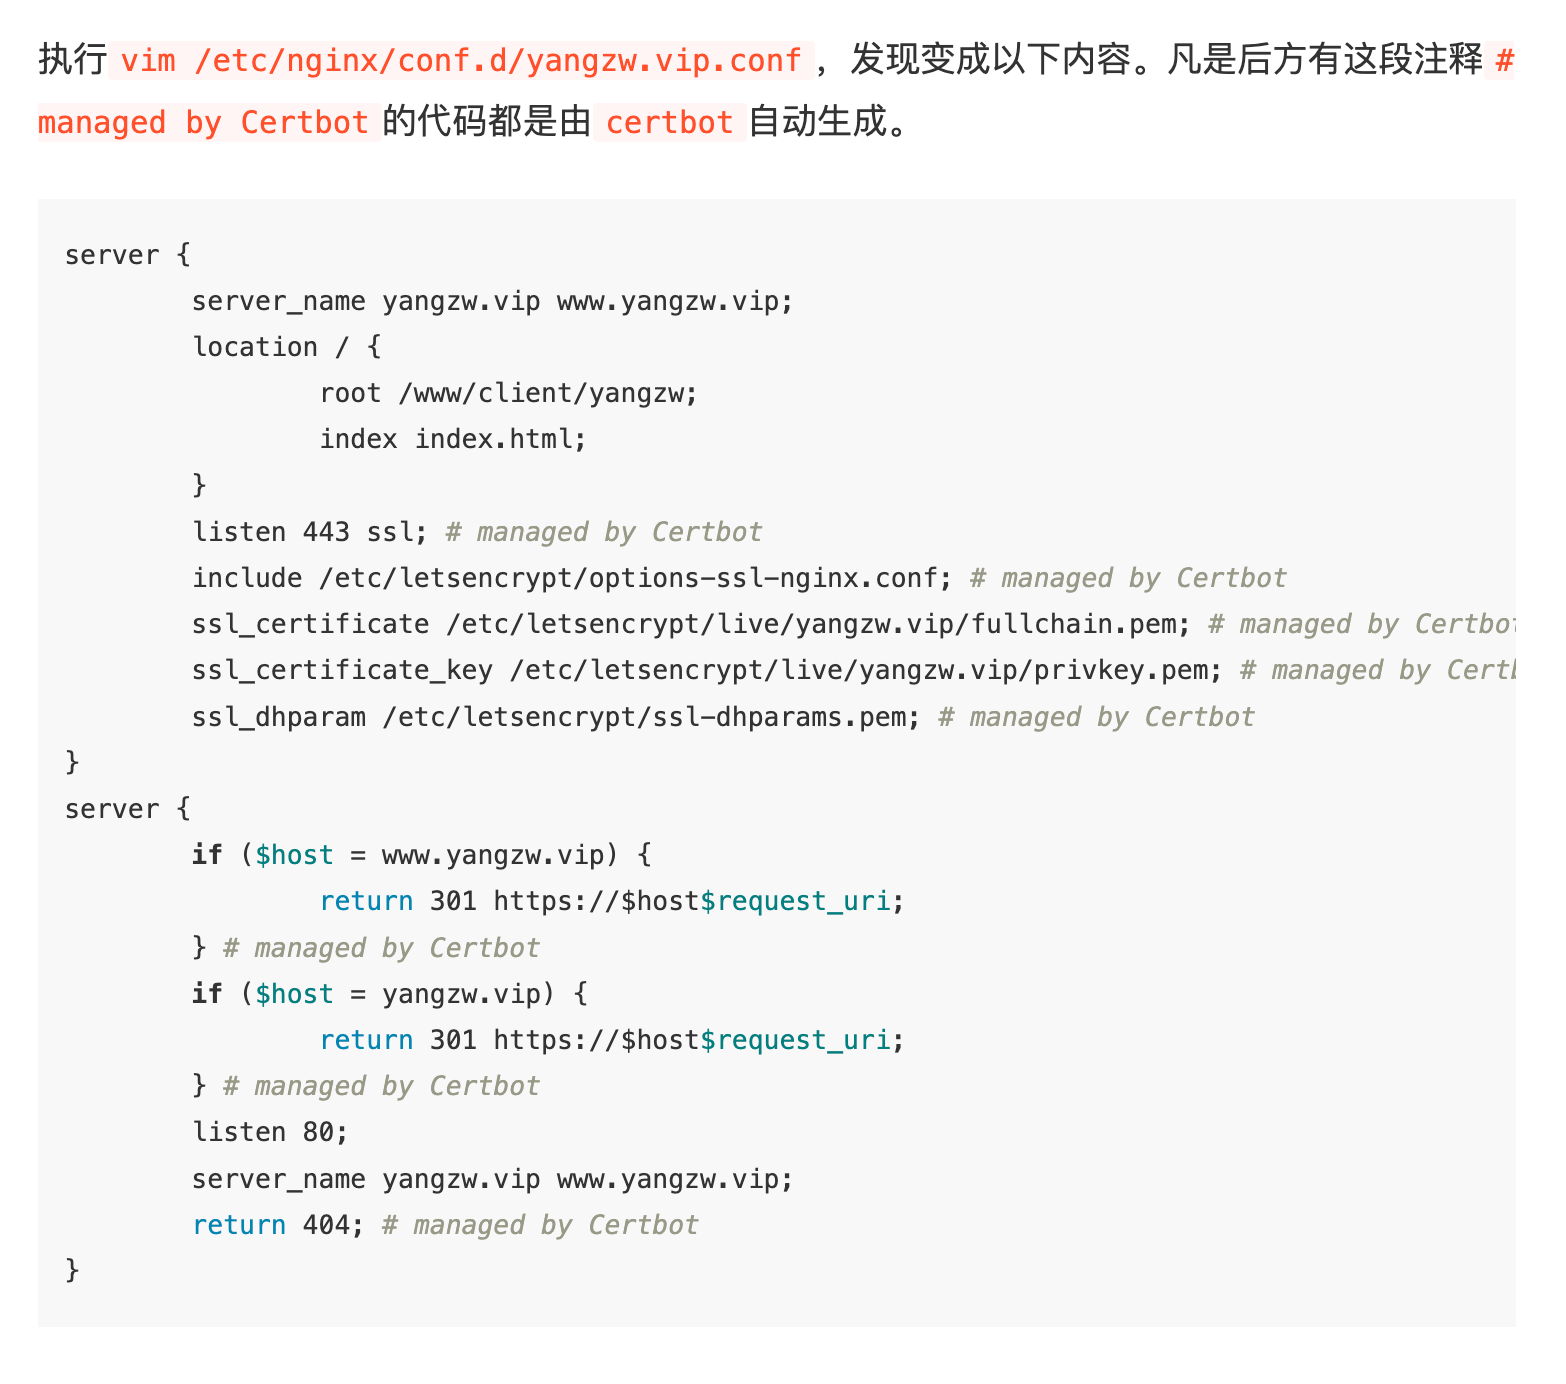 执行 vim /etc/nginx/conf.d/yangzw.vip.conf ，发现变成以下内容。凡是后方有这段注释 #
managed by Certbot 的代码都是由 certbot 自动生成。
server {
        server_name yangzw.vip www.yangzw.vip;
        location / {
                root /www/client/yangzw;
                index index.html;
        }
        listen 443 ssl; # managed by Certbot
        include /etc/letsencrypt/options-ssl-nginx.conf; # managed by Certbot
        ssl_certificate /etc/letsencrypt/live/yangzw.vip/fullchain.pem; # managed by Certbot
        ssl_certificate_key /etc/letsencrypt/live/yangzw.vip/privkey.pem; # managed by Certb
        ssl_dhparam /etc/letsencrypt/ssl-dhparams.pem; # managed by Certbot
}
server {
        if ($host = www.yangzw.vip) {
                return 301 https://$host$request_uri;
        } # managed by Certbot
        if ($host = yangzw.vip) {
                return 301 https://$host$request_uri;
        } # managed by Certbot
        listen 80;
        server_name yangzw.vip www.yangzw.vip;
        return 404; # managed by Certbot
}